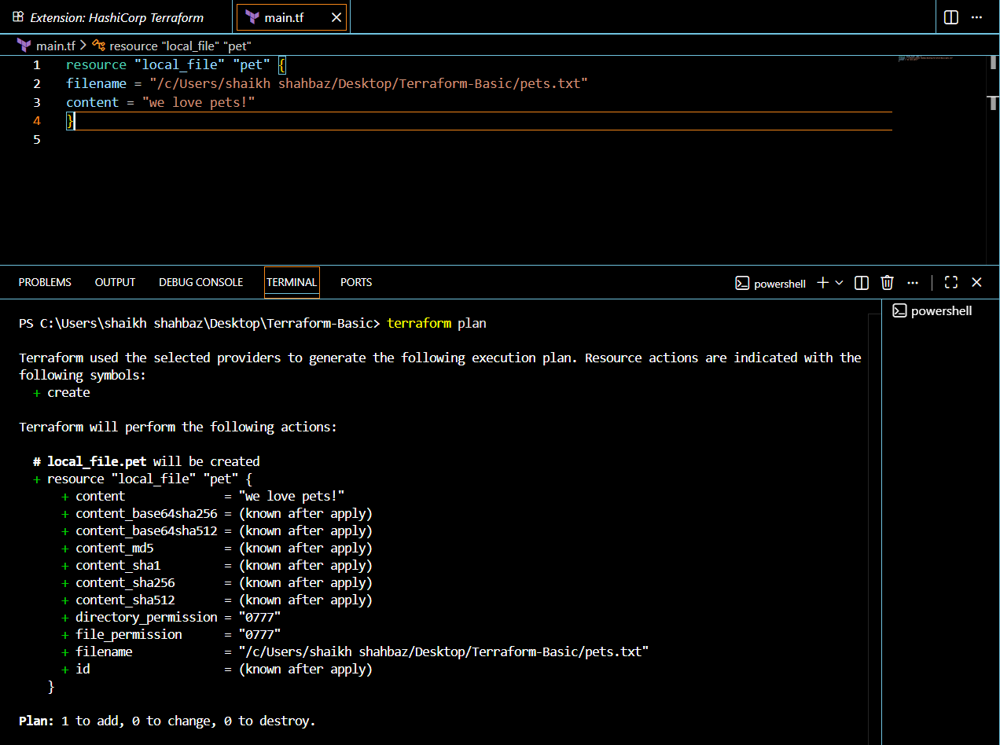 Extension: HashiCorp Terraform
main.tf
main.tf > resource "local_file" "pet"
1 resource "local_file" "pet" {
2 filename = "/c/Users/shaikh shahbaz/Desktop/Terraform-Basic/pets.txt"
3 content = "we love pets!"
4 }
5
PROBLEMS OUTPUT DEBUG CONSOLE TERMINAL PORTS powershell
powershell
PS C:\Users\shaikh shahbaz\Desktop\Terraform-Basic> terraform plan
Terraform used the selected providers to generate the following execution plan. Resource actions are indicated with the
following symbols:
+ create
Terraform will perform the following actions:
# local_file.pet will be created
+ resource "local_file" "pet" {
+ content = "we love pets!"
+ content_base64sha256 = (known after apply)
+ content_base64sha512 = (known after apply)
+ content_md5 = (known after apply)
+ content_sha1 = (known after apply)
+ content_sha256 = (known after apply)
+ content_sha512 = (known after apply)
+ directory_permission = "0777"
+ file_permission = "0777"
+ filename = "/c/Users/shaikh shahbaz/Desktop/Terraform-Basic/pets.txt"
+ id = (known after apply)
}
Plan: 1 to add, 0 to change, 0 to destroy.